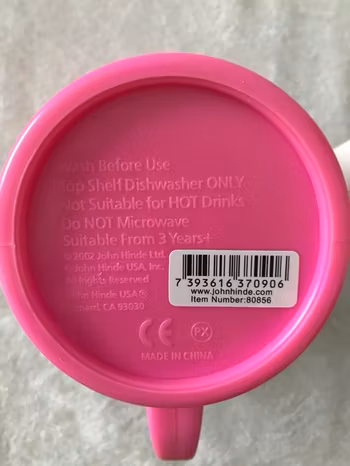 Wash Before Use
Top Shelf Dishwasher ONLY
Not Suitable for HOT Drinks
Do NOT Microwave
Suitable From 3 Years+
© 2002 John Hinde Ltd.
© John Hinde USA, Inc.
All Rights Reserved
John Hinde USA®
Oxnard, CA 93030
7 393616 370906
www.johnhinde.com
Item Number:80856
CE PX
MADE IN CHINA